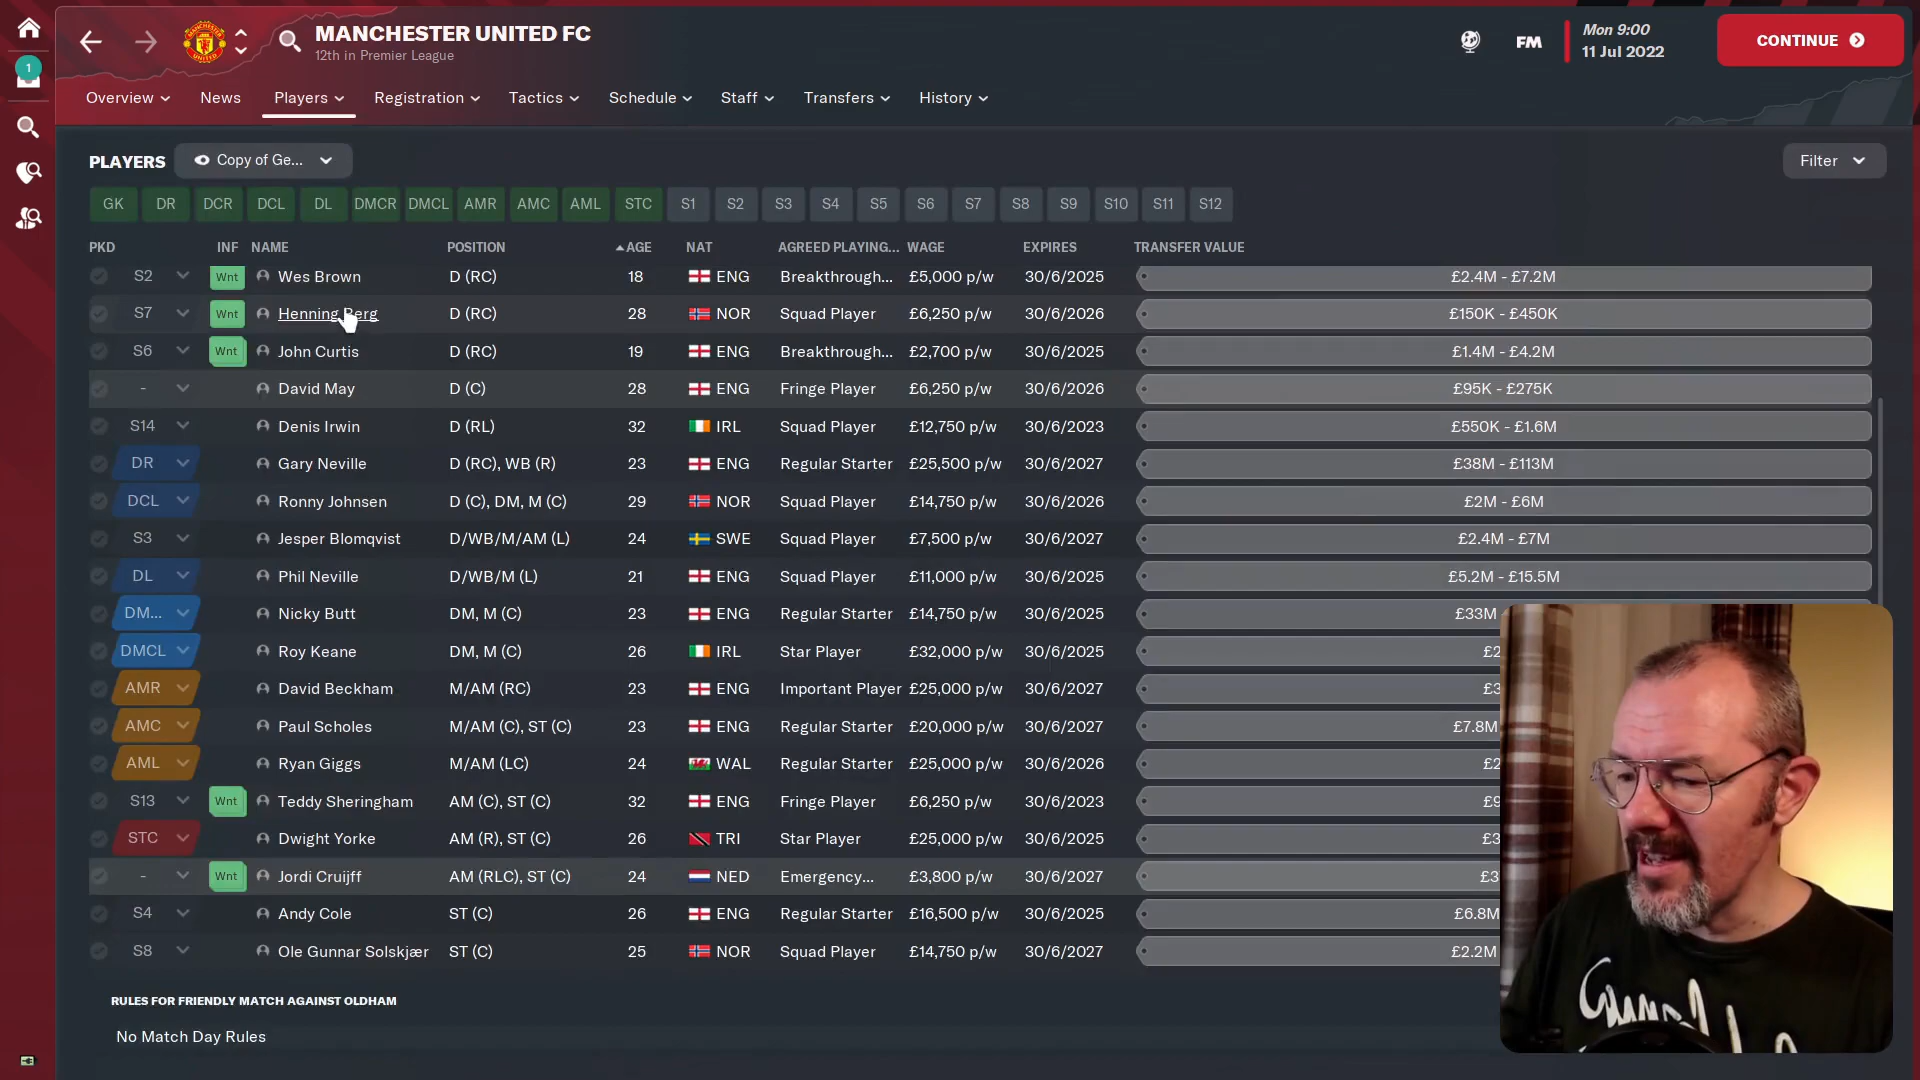 MANCHESTER UNITED FC
12th in Premier League
FM
Mon 9:00
11 Jul 2022
CONTINUE
1
Overview
News
Players
Registration
Tactics
Schedule
Staff
Transfers
History
PLAYERS
Copy of Ge...
Filter
GK DR DCR DCL DL DMCR DMCL AMR AMC AML STC S1 S2 S3 S4 S5 S6 S7 S8 S9 S10 S11 S12
PKD INF NAME POSITION AGE NAT AGREED PLAYING... WAGE EXPIRES TRANSFER VALUE
S2 Wnt Wes Brown D (RC) 18 ENG Breakthrough... £5,000 p/w 30/6/2025 £2.4M - £7.2M
S7 Wnt Henning Berg D (RC) 28 NOR Squad Player £6,250 p/w 30/6/2026 £150K - £450K
S6 Wnt John Curtis D (RC) 19 ENG Breakthrough... £2,700 p/w 30/6/2025 £1.4M - £4.2M
- David May D (C) 28 ENG Fringe Player £6,250 p/w 30/6/2026 £95K - £275K
S14 Denis Irwin D (RL) 32 IRL Squad Player £12,750 p/w 30/6/2023 £550K - £1.6M
DR Gary Neville D (RC), WB (R) 23 ENG Regular Starter £25,500 p/w 30/6/2027 £38M - £113M
DCL Ronny Johnsen D (C), DM, M (C) 29 NOR Squad Player £14,750 p/w 30/6/2026 £2M - £6M
S3 Jesper Blomqvist D/WB/M/AM (L) 24 SWE Squad Player £7,500 p/w 30/6/2027 £2.4M - £7M
DL Phil Neville D/WB/M (L) 21 ENG Squad Player £11,000 p/w 30/6/2025 £5.2M - £15.5M
DM... Nicky Butt DM, M (C) 23 ENG Regular Starter £14,750 p/w 30/6/2025 £33M -
DMCL Roy Keane DM, M (C) 26 IRL Star Player £32,000 p/w 30/6/2025 £2
AMR David Beckham M/AM (RC) 23 ENG Important Player £25,000 p/w 30/6/2027 £3
AMC Paul Scholes M/AM (C), ST (C) 23 ENG Regular Starter £20,000 p/w 30/6/2027 £7.8M
AML Ryan Giggs M/AM (LC) 24 WAL Regular Starter £25,000 p/w 30/6/2026 £2
S13 Wnt Teddy Sheringham AM (C), ST (C) 32 ENG Fringe Player £6,250 p/w 30/6/2023 £9
STC Dwight Yorke AM (R), ST (C) 26 TRI Star Player £25,000 p/w 30/6/2025 £3
- Wnt Jordi Cruijff AM (RLC), ST (C) 24 NED Emergency... £3,800 p/w 30/6/2027 £3
S4 Andy Cole ST (C) 26 ENG Regular Starter £16,500 p/w 30/6/2025 £6.8M
S8 Ole Gunnar Solskjær ST (C) 25 NOR Squad Player £14,750 p/w 30/6/2027 £2.2M
RULES FOR FRIENDLY MATCH AGAINST OLDHAM
No Match Day Rules